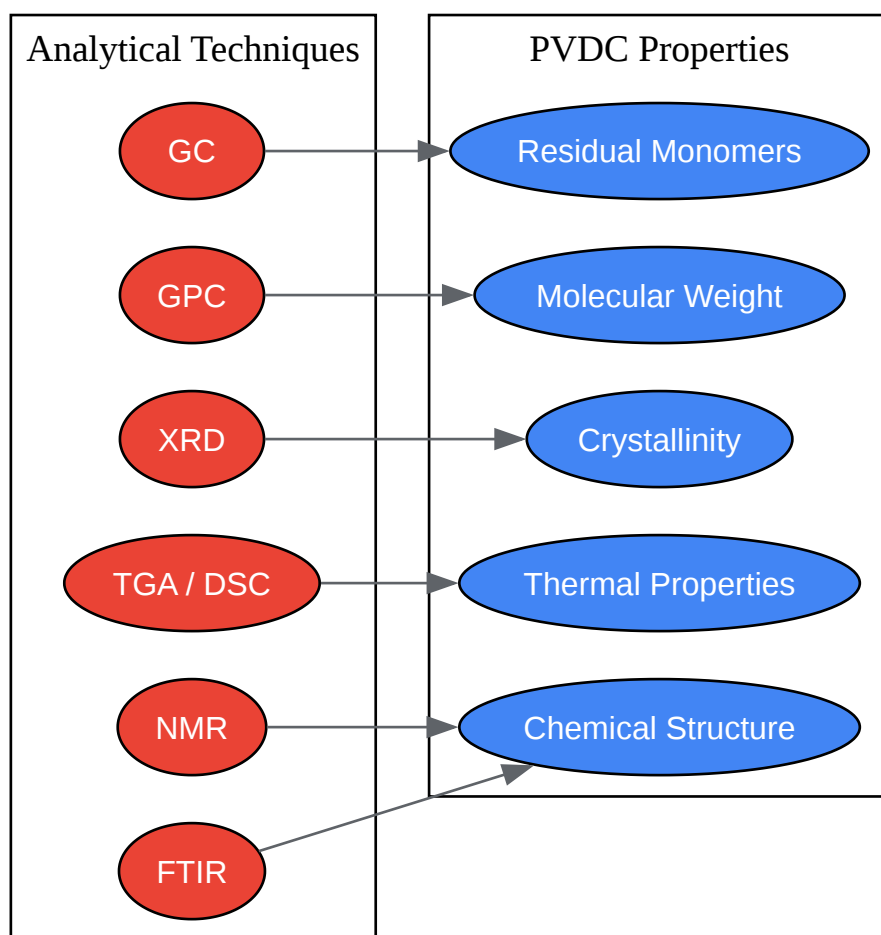 Analytical Techniques
PVDC Properties
GC
Residual Monomers
GPC
Molecular Weight
XRD
Crystallinity
TGA / DSC
Thermal Properties
NMR
Chemical Structure
FTIR